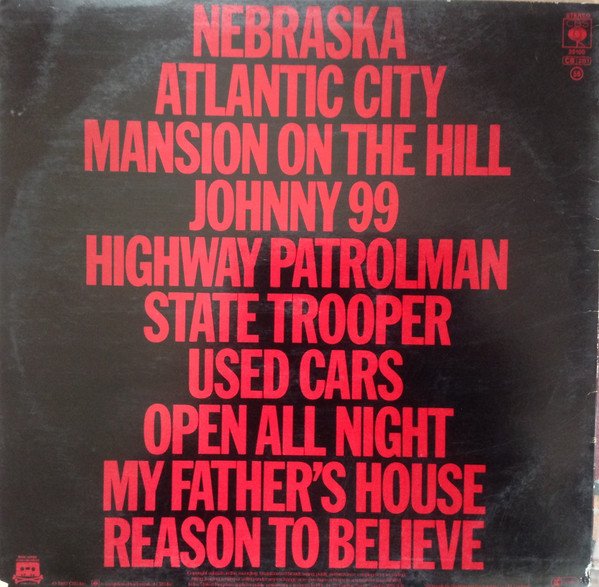 NEBRASKA
ATLANTIC CITY
MANSION ON THE HILL
JOHNNY 99
HIGHWAY PATROLMAN
STATE TROOPER
USED CARS
OPEN ALL NIGHT
MY FATHER'S HOUSE
REASON TO BELIEVE
STEREO
CBS